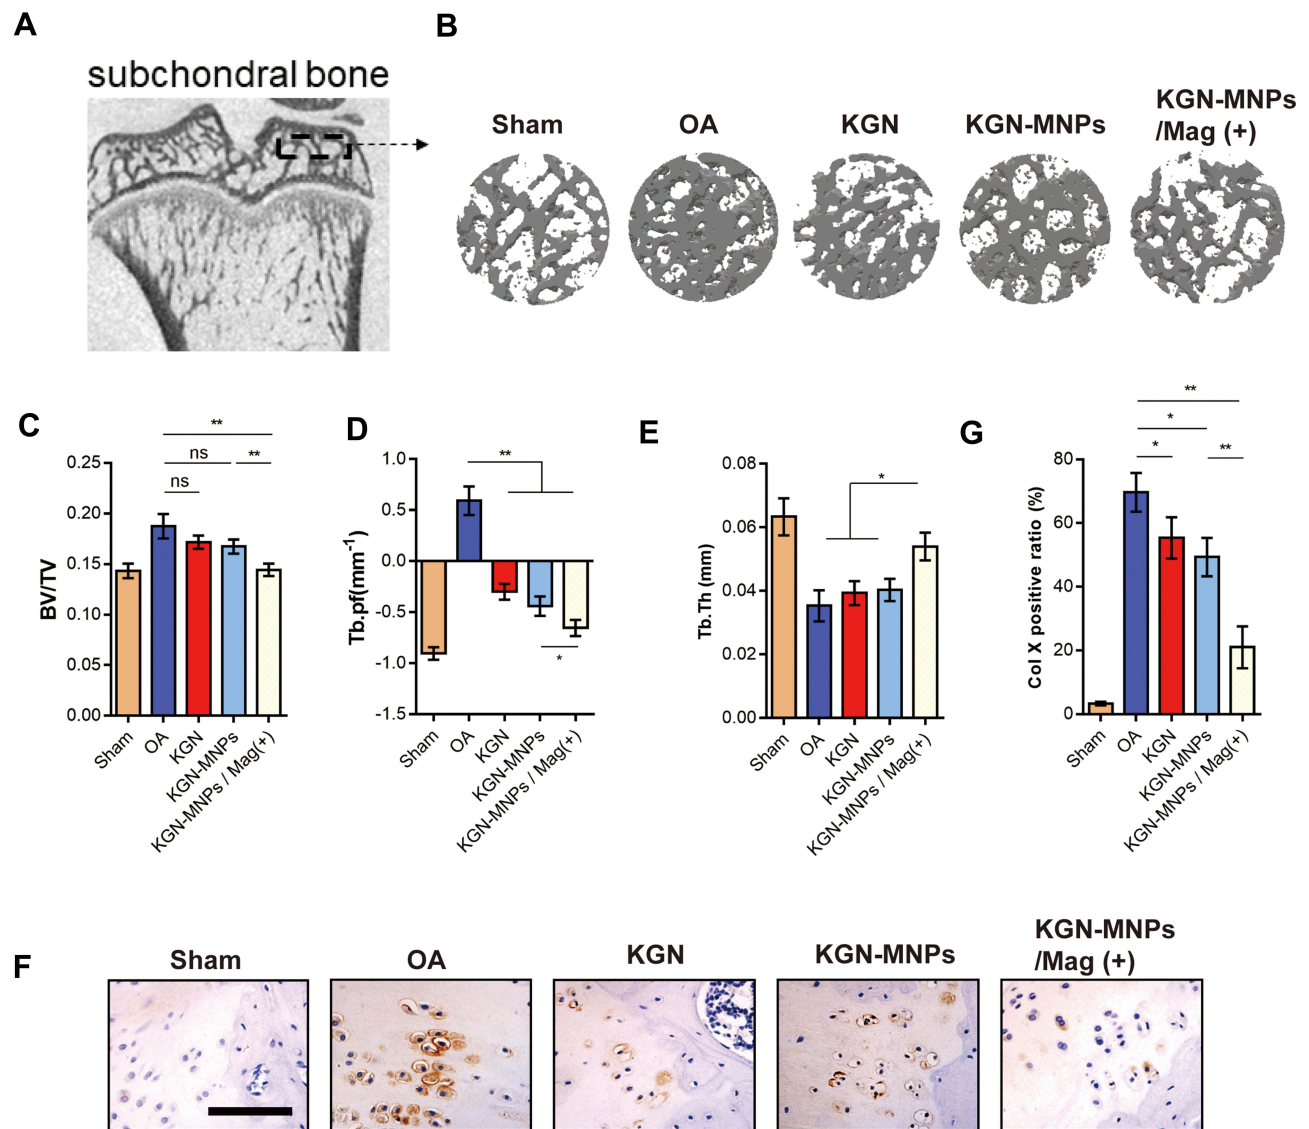 A
subchondral bone
B
Sham
OA
KGN
KGN-MNPs
KGN-MNPs
/Mag (+)
C
**
ns
**
ns
BV/TV
0.25
0.20
0.15
0.10
0.05
0.00
Sham
OA
KGN
KGN-MNPs
KGN-MNPs / Mag(+)
D
**
*
Tb.pf(mm⁻¹)
1.0
0.5
0.0
-0.5
-1.0
-1.5
Sham
OA
KGN
KGN-MNPs
KGN-MNPs / Mag(+)
E
*
Tb.Th (mm)
0.08
0.06
0.04
0.02
0.00
Sham
OA
KGN
KGN-MNPs
KGN-MNPs / Mag(+)
G
**
*
*
**
Col X positive ratio (%)
80
60
40
20
0
Sham
OA
KGN
KGN-MNPs
KGN-MNPs / Mag(+)
F
Sham
OA
KGN
KGN-MNPs
KGN-MNPs
/Mag (+)